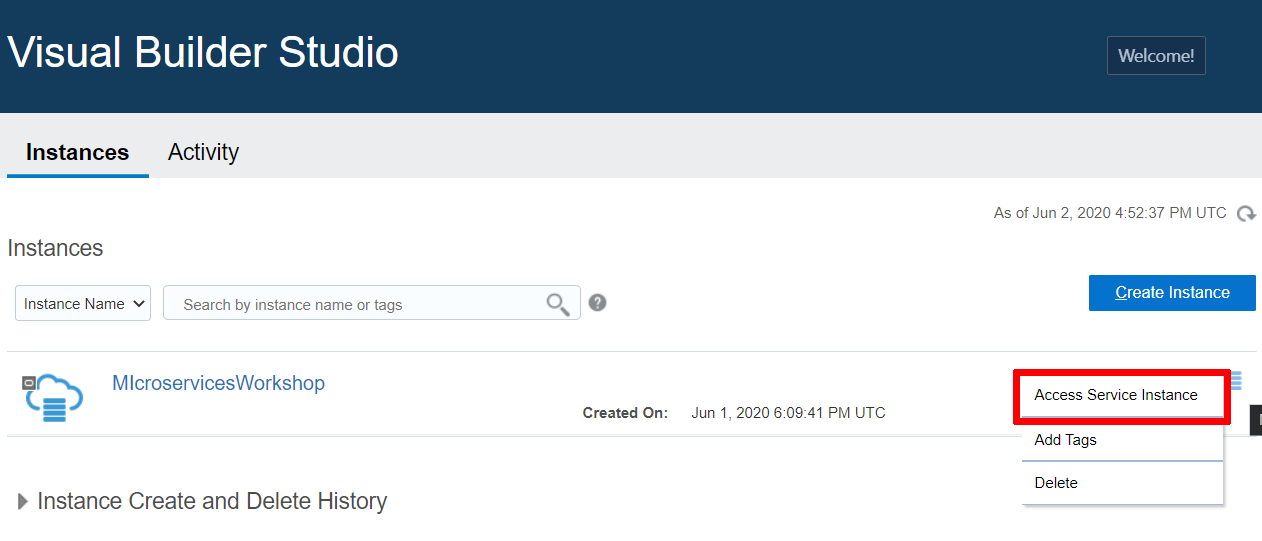 Visual Builder Studio
Welcome!
Instances
Activity
As of Jun 2, 2020 4:52:37 PM UTC
Instances
Instance Name
Search by instance name or tags
?
Create Instance
MIcroservicesWorkshop
Created On:
Jun 1, 2020 6:09:41 PM UTC
Access Service Instance
Add Tags
Delete
Instance Create and Delete History